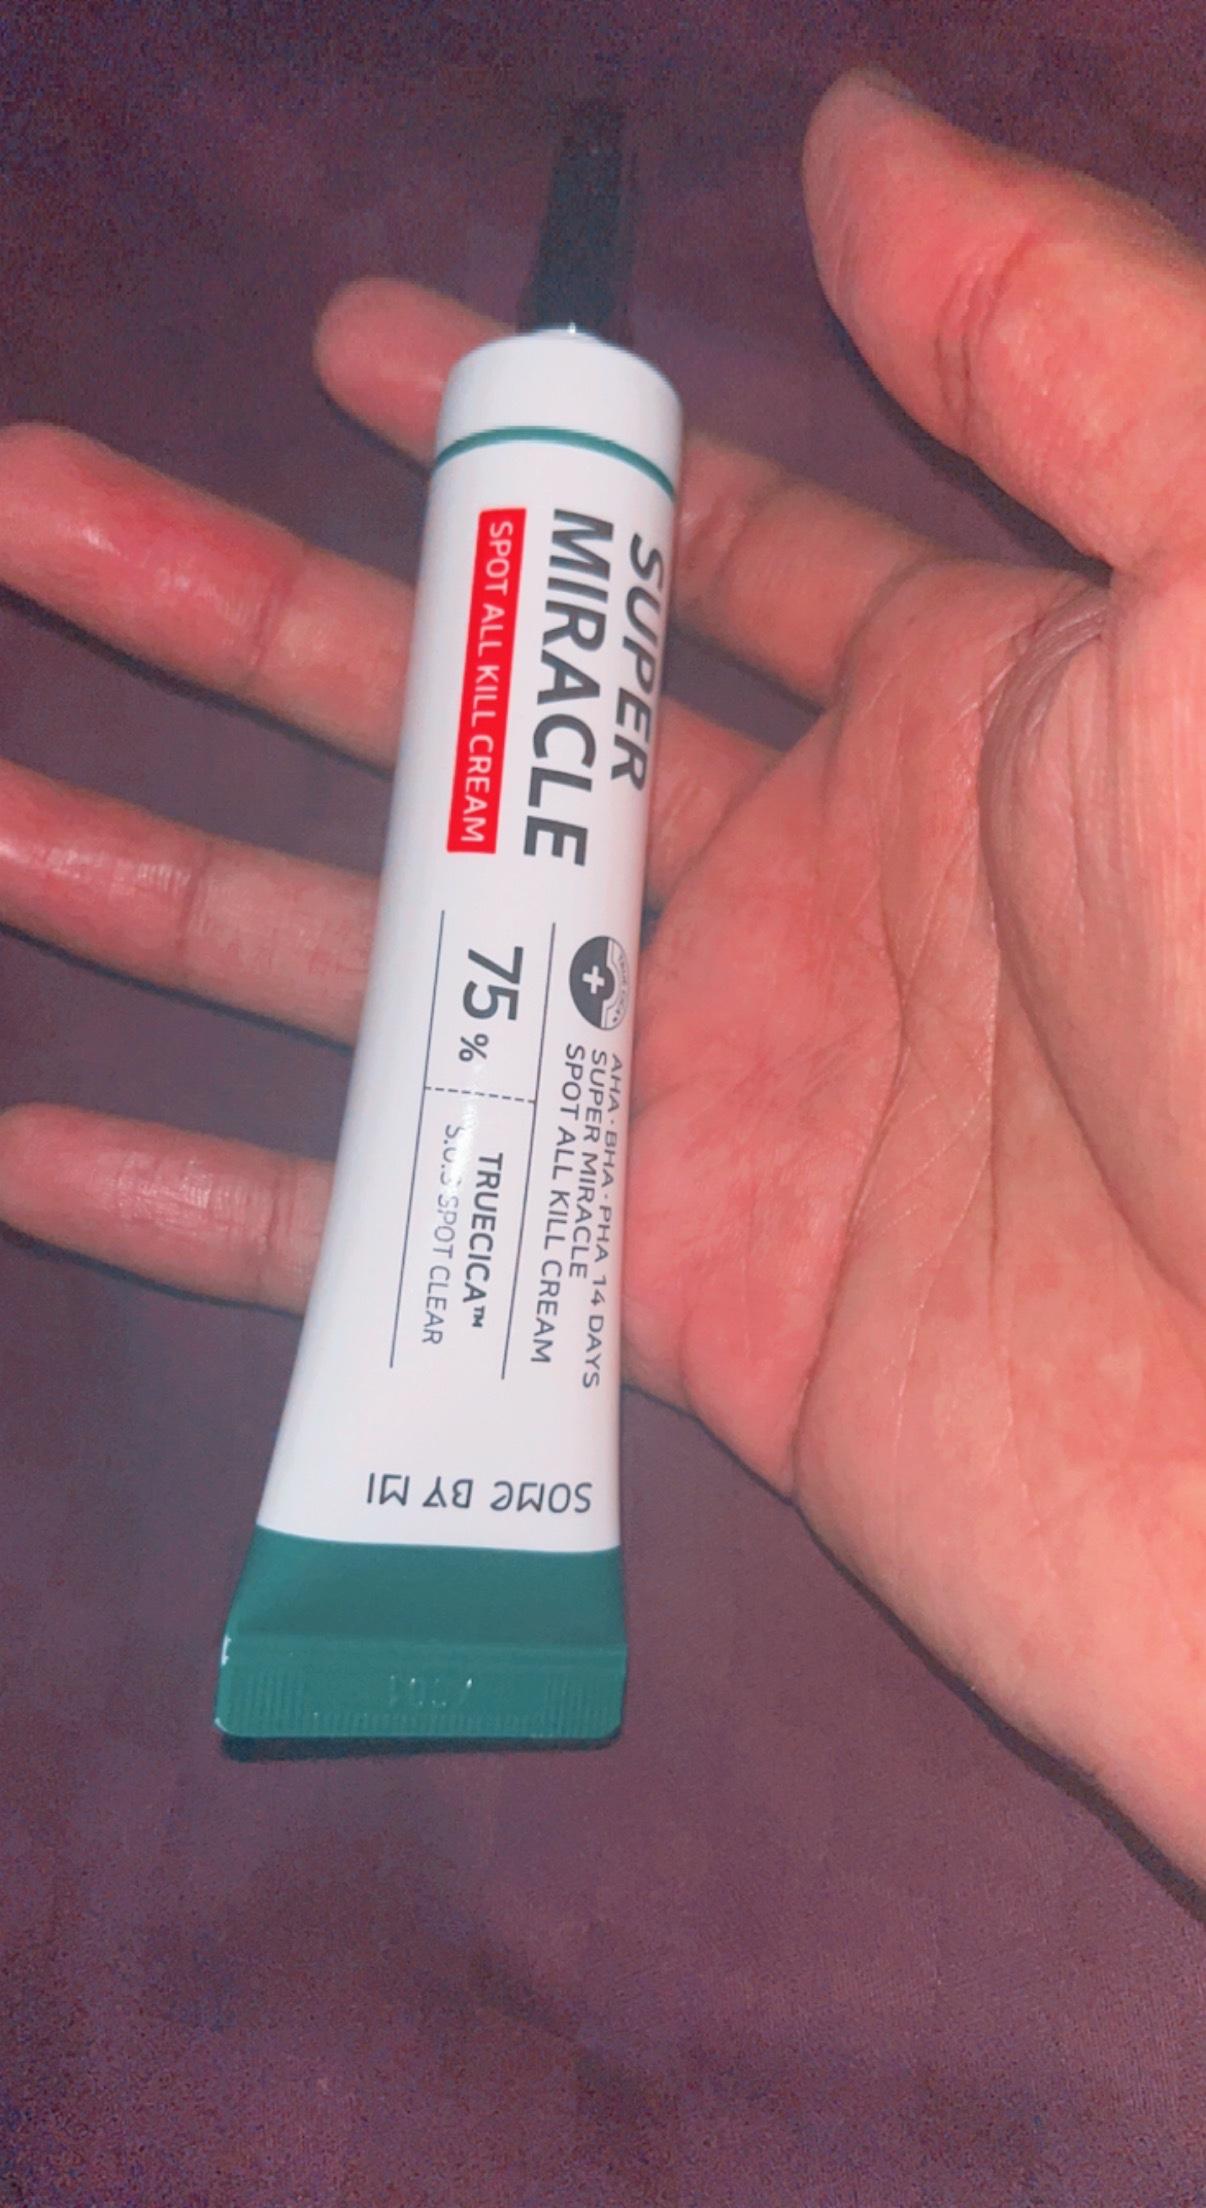 SUPER
MIRACLE
SPOT ALL KILL CREAM
AHA·BHA·PHA 14 DAYS
SUPER MIRACLE
SPOT ALL KILL CREAM
75%
TRUECICA™
S.O.S SPOT CLEAR
SOME BY MI